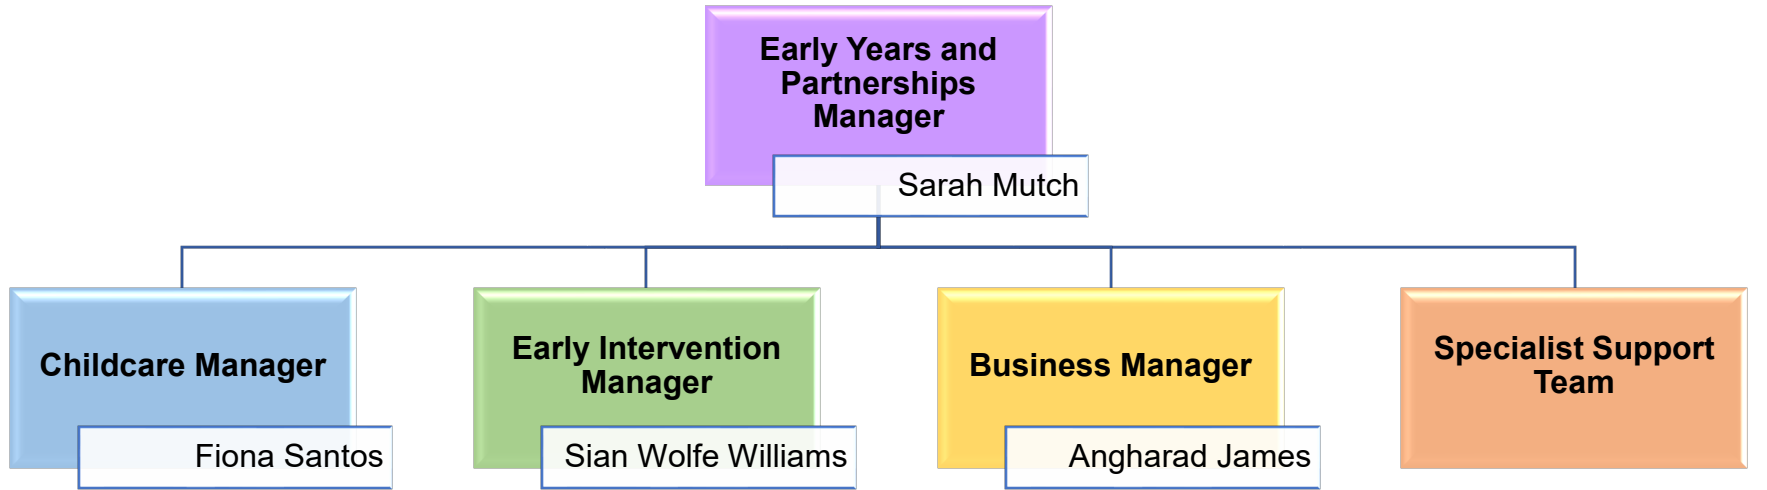 Early Years and
Partnerships
Manager
Sarah Mutch
Childcare Manager
Fiona Santos
Early Intervention
Manager
Sian Wolfe Williams
Business Manager
Angharad James
Specialist Support
Team